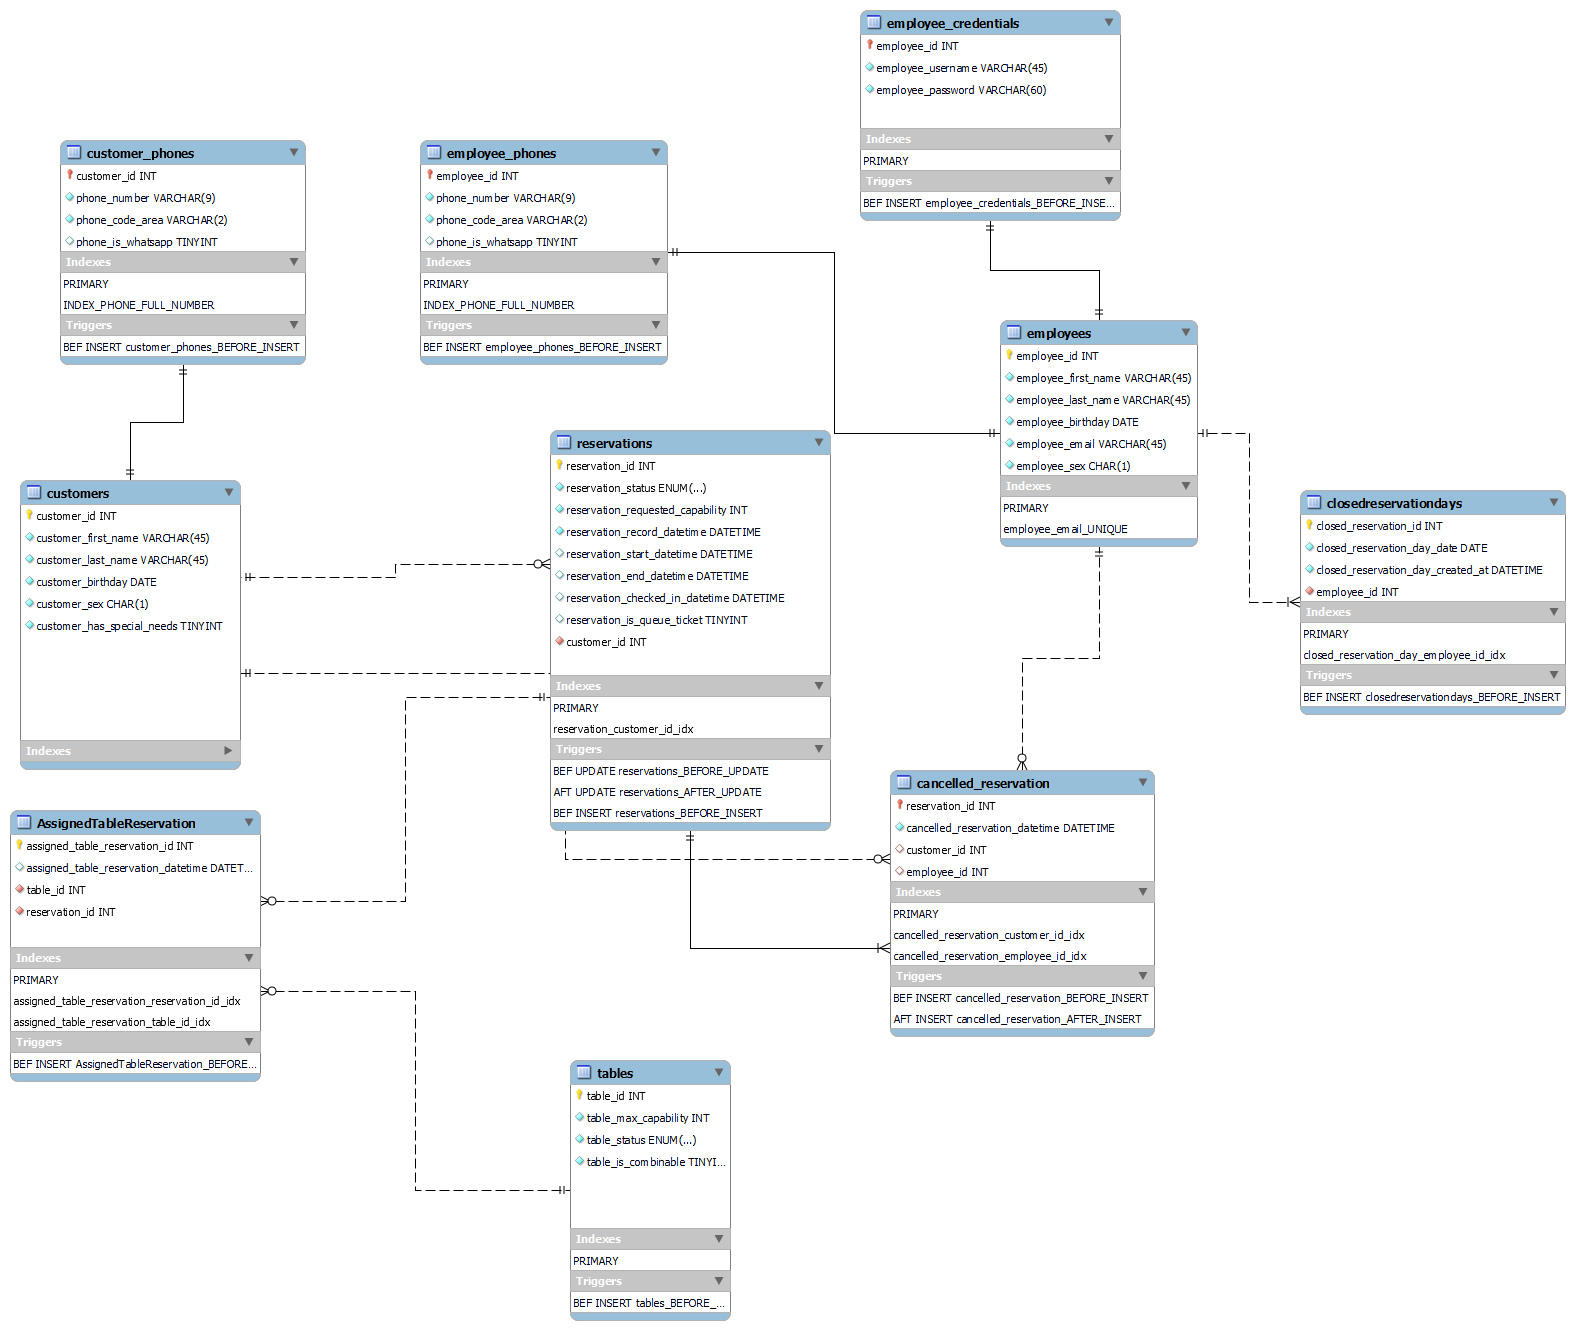 employee_credentials
employee_id INT
employee_username VARCHAR(45)
employee_password VARCHAR(60)
Indexes
PRIMARY
Triggers
BEF INSERT employee_credentials_BEFORE_INSE...
customer_phones
customer_id INT
phone_number VARCHAR(9)
phone_code_area VARCHAR(2)
phone_is_whatsapp TINYINT
Indexes
PRIMARY
INDEX_PHONE_FULL_NUMBER
Triggers
BEF INSERT customer_phones_BEFORE_INSERT
employee_phones
employee_id INT
phone_number VARCHAR(9)
phone_code_area VARCHAR(2)
phone_is_whatsapp TINYINT
Indexes
PRIMARY
INDEX_PHONE_FULL_NUMBER
Triggers
BEF INSERT employee_phones_BEFORE_INSERT
employees
employee_id INT
employee_first_name VARCHAR(45)
employee_last_name VARCHAR(45)
employee_birthday DATE
employee_email VARCHAR(45)
employee_sex CHAR(1)
Indexes
PRIMARY
employee_email_UNIQUE
customers
customer_id INT
customer_first_name VARCHAR(45)
customer_last_name VARCHAR(45)
customer_birthday DATE
customer_sex CHAR(1)
customer_has_special_needs TINYINT
Indexes
reservations
reservation_id INT
reservation_status ENUM(...)
reservation_requested_capability INT
reservation_record_datetime DATETIME
reservation_start_datetime DATETIME
reservation_end_datetime DATETIME
reservation_checked_in_datetime DATETIME
reservation_is_queue_ticket TINYINT
customer_id INT
Indexes
PRIMARY
reservation_customer_id_idx
Triggers
BEF UPDATE reservations_BEFORE_UPDATE
AFT UPDATE reservations_AFTER_UPDATE
BEF INSERT reservations_BEFORE_INSERT
closedreservationdays
closed_reservation_id INT
closed_reservation_day_date DATE
closed_reservation_day_created_at DATETIME
employee_id INT
Indexes
PRIMARY
closed_reservation_day_employee_id_idx
Triggers
BEF INSERT closedreservationdays_BEFORE_INSERT
AssignedTableReservation
assigned_table_reservation_id INT
assigned_table_reservation_datetime DATET...
table_id INT
reservation_id INT
Indexes
PRIMARY
assigned_table_reservation_reservation_id_idx
assigned_table_reservation_table_id_idx
Triggers
BEF INSERT AssignedTableReservation_BEFORE...
cancelled_reservation
reservation_id INT
cancelled_reservation_datetime DATETIME
customer_id INT
employee_id INT
Indexes
PRIMARY
cancelled_reservation_customer_id_idx
cancelled_reservation_employee_id_idx
Triggers
BEF INSERT cancelled_reservation_BEFORE_INSERT
AFT INSERT cancelled_reservation_AFTER_INSERT
tables
table_id INT
table_max_capability INT
table_status ENUM(...)
table_is_combinable TINYI...
Indexes
PRIMARY
Triggers
BEF INSERT tables_BEFORE_...